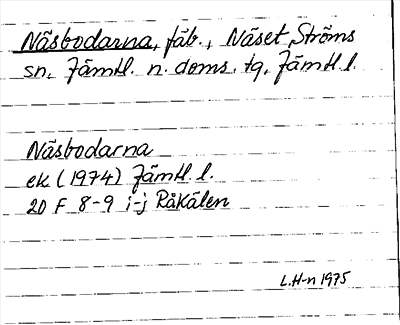 Näsbodarna, fäb., Näset, Ströms
sn, Jämtl. n. doms. tg, Jämtl. l.
Näsbodarna
ek (1974) Jämtl. l.
20 F 8-9 i-j Råkälen
L.H-n 1975